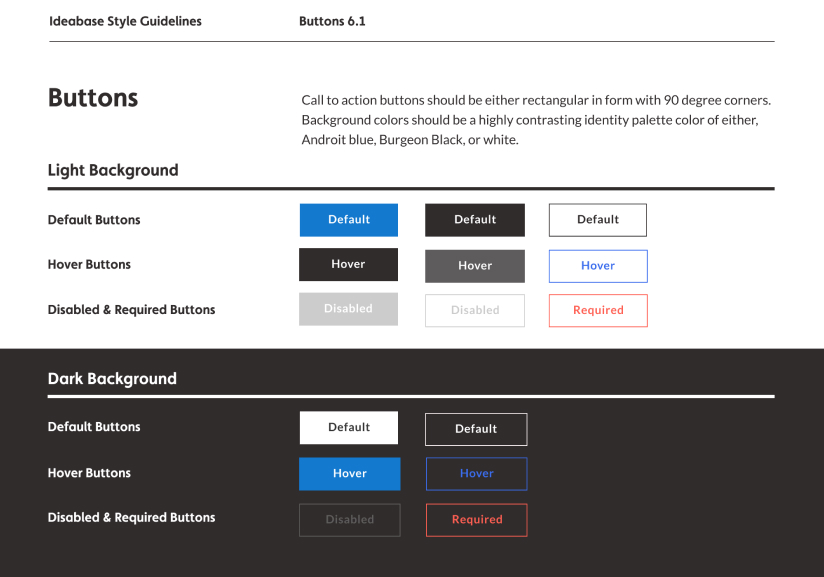 Ideabase Style Guidelines
Buttons 6.1
Buttons
Call to action buttons should be either rectangular in form with 90 degree corners.
Background colors should be a highly contrasting identity palette color of either,
Androit blue, Burgeon Black, or white.
Light Background
Default Buttons
Default
Default
Default
Hover Buttons
Hover
Hover
Hover
Disabled & Required Buttons
Disabled
Disabled
Required
Dark Background
Default Buttons
Default
Default
Hover Buttons
Hover
Hover
Disabled & Required Buttons
Disabled
Required